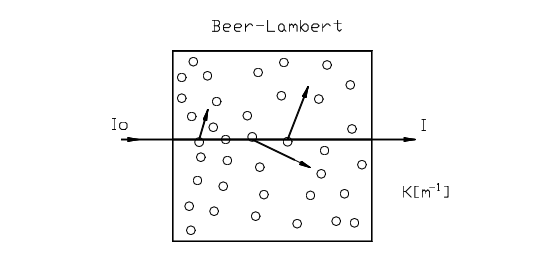 Beer-Lambert
Io
I
K[m⁻¹]